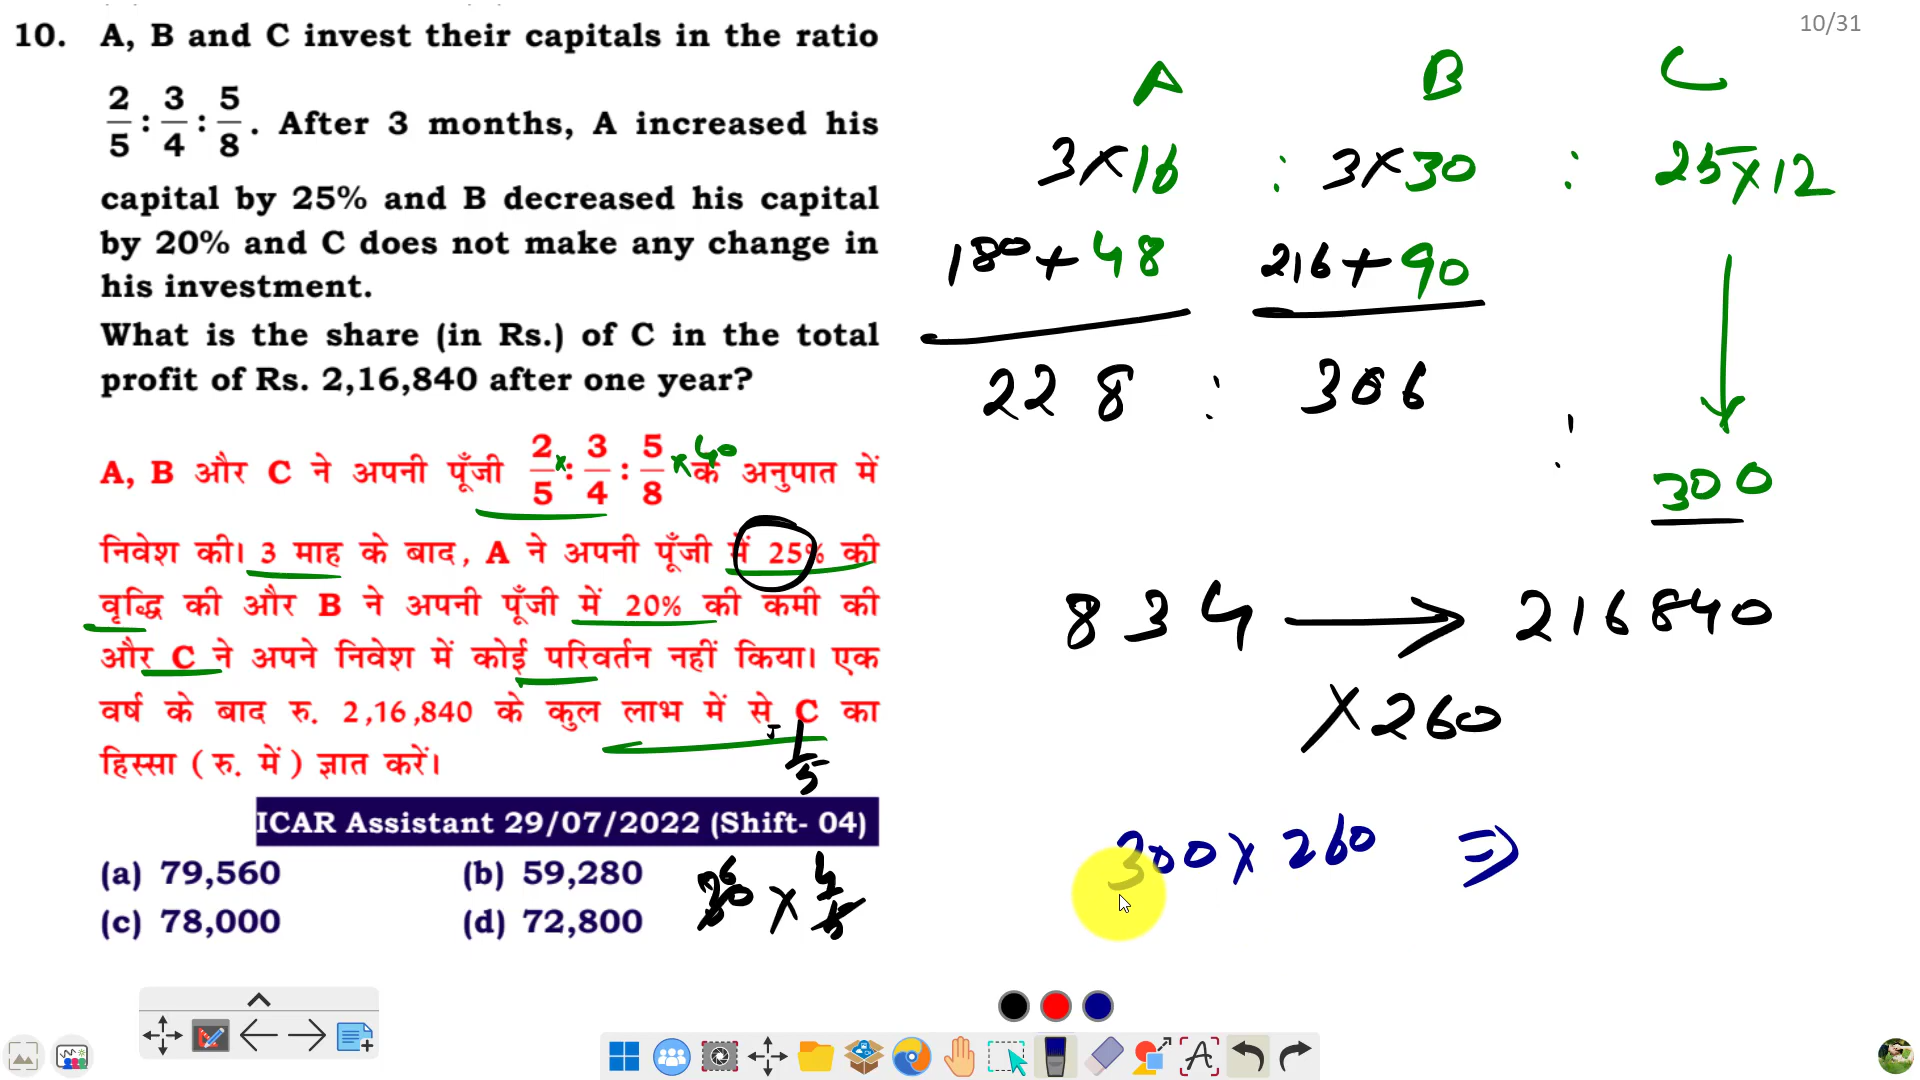 10/31
10. A, B and C invest their capitals in the ratio
2/5 : 3/4 : 5/8. After 3 months, A increased his
capital by 25% and B decreased his capital
by 20% and C does not make any change in
his investment.
What is the share (in Rs.) of C in the total
profit of Rs. 2,16,840 after one year?
A, B और C ने अपनी पूँजी 2/5 : 3/4 : 5/8 के अनुपात में
× ×40
निवेश की। 3 माह के बाद, A ने अपनी पूँजी में 25% की
वृद्धि की और B ने अपनी पूँजी में 20% की कमी की
और C ने अपने निवेश में कोई परिवर्तन नहीं किया। एक
वर्ष के बाद रु. 2,16,840 के कुल लाभ में से C का
हिस्सा (रु. में) ज्ञात करें।
1/5
ICAR Assistant 29/07/2022 (Shift- 04)
(a) 79,560 (b) 59,280
(c) 78,000 (d) 72,800
A B C
3×16 : 3×30 : 25×12
180+48 216+90
228 : 306 : 300
834 → 216840
×260
300×260 ⇒